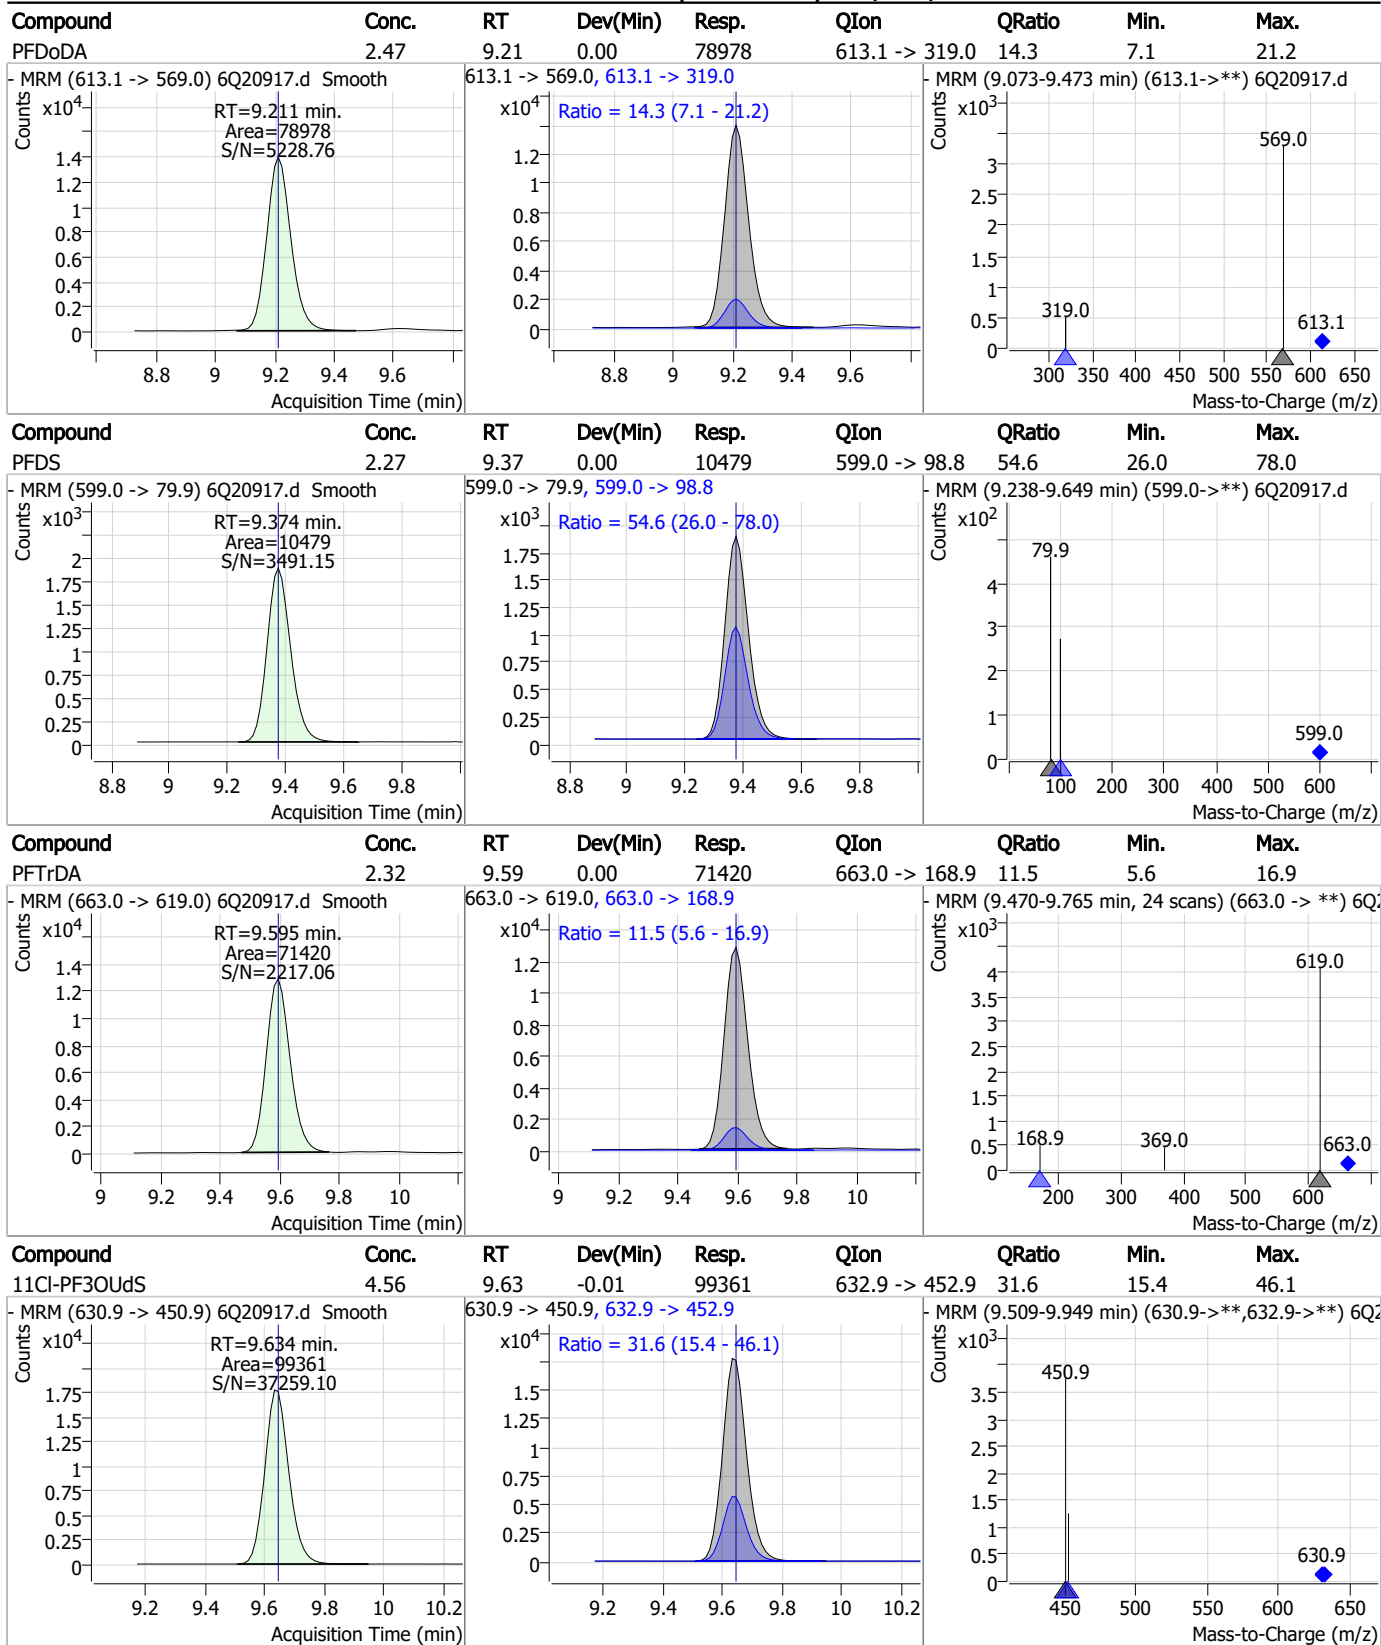 Compound Conc. RT Dev(Min) Resp. QIon QRatio Min. Max.
PFDoDA 2.47 9.21 0.00 78978 613.1 -> 319.0 14.3 7.1 21.2
- MRM (613.1 -> 569.0) 6Q20917.d Smooth
Counts
x10⁴
RT=9.211 min.
Area=78978
S/N=5228.76
1.4
1.2
1
0.8
0.6
0.4
0.2
0
8.8 9 9.2 9.4 9.6
Acquisition Time (min)
613.1 -> 569.0, 613.1 -> 319.0
x10⁴
Ratio = 14.3 (7.1 - 21.2)
1.2
1
0.8
0.6
0.4
0.2
0
8.8 9 9.2 9.4 9.6
- MRM (9.073-9.473 min) (613.1->**) 6Q20917.d
Counts
x10³
569.0
3
2.5
2
1.5
1
0.5
0
319.0
613.1
300 350 400 450 500 550 600 650
Mass-to-Charge (m/z)
Compound Conc. RT Dev(Min) Resp. QIon QRatio Min. Max.
PFDS 2.27 9.37 0.00 10479 599.0 -> 98.8 54.6 26.0 78.0
- MRM (599.0 -> 79.9) 6Q20917.d Smooth
Counts
x10³
RT=9.374 min.
Area=10479
S/N=3491.15
2
1.75
1.5
1.25
1
0.75
0.5
0.25
0
8.8 9 9.2 9.4 9.6 9.8
Acquisition Time (min)
599.0 -> 79.9, 599.0 -> 98.8
x10³
Ratio = 54.6 (26.0 - 78.0)
1.75
1.5
1.25
1
0.75
0.5
0.25
0
8.8 9 9.2 9.4 9.6 9.8
- MRM (9.238-9.649 min) (599.0->**) 6Q20917.d
Counts
x10²
79.9
4
3
2
1
0
599.0
100 200 300 400 500 600
Mass-to-Charge (m/z)
Compound Conc. RT Dev(Min) Resp. QIon QRatio Min. Max.
PFTrDA 2.32 9.59 0.00 71420 663.0 -> 168.9 11.5 5.6 16.9
- MRM (663.0 -> 619.0) 6Q20917.d Smooth
Counts
x10⁴
RT=9.595 min.
Area=71420
S/N=2217.06
1.4
1.2
1
0.8
0.6
0.4
0.2
0
9 9.2 9.4 9.6 9.8 10
Acquisition Time (min)
663.0 -> 619.0, 663.0 -> 168.9
x10⁴
Ratio = 11.5 (5.6 - 16.9)
1.2
1
0.8
0.6
0.4
0.2
0
9 9.2 9.4 9.6 9.8 10
- MRM (9.470-9.765 min, 24 scans) (663.0 -> **) 6Q2
Counts
x10³
619.0
4
3.5
3
2.5
2
1.5
1
0.5
0
168.9
369.0
663.0
200 300 400 500 600
Mass-to-Charge (m/z)
Compound Conc. RT Dev(Min) Resp. QIon QRatio Min. Max.
11Cl-PF3OUdS 4.56 9.63 -0.01 99361 632.9 -> 452.9 31.6 15.4 46.1
- MRM (630.9 -> 450.9) 6Q20917.d Smooth
Counts
x10⁴
RT=9.634 min.
Area=99361
S/N=37259.10
1.75
1.5
1.25
1
0.75
0.5
0.25
0
9.2 9.4 9.6 9.8 10 10.2
Acquisition Time (min)
630.9 -> 450.9, 632.9 -> 452.9
x10⁴
Ratio = 31.6 (15.4 - 46.1)
1.5
1.25
1
0.75
0.5
0.25
0
9.2 9.4 9.6 9.8 10 10.2
- MRM (9.509-9.949 min) (630.9->**,632.9->**) 6Q2
Counts
x10³
450.9
3.5
3
2.5
2
1.5
1
0.5
0
630.9
450 500 550 600 650
Mass-to-Charge (m/z)